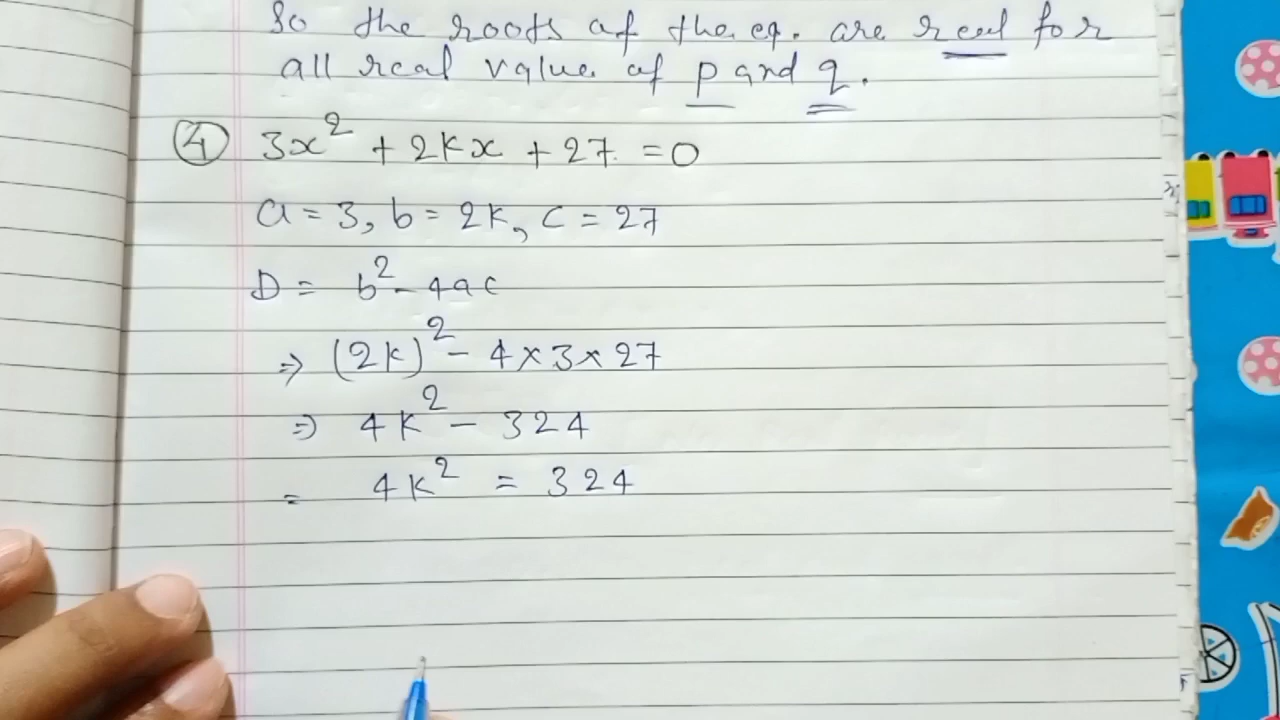 So the roots of the eq. are real for
all real value of p and q.
④ 3x² + 2kx + 27 = 0
a = 3, b = 2k, c = 27
D = b² - 4ac
⇒ (2k)² - 4 × 3 × 27
⇒ 4k² - 324
= 4k² = 324